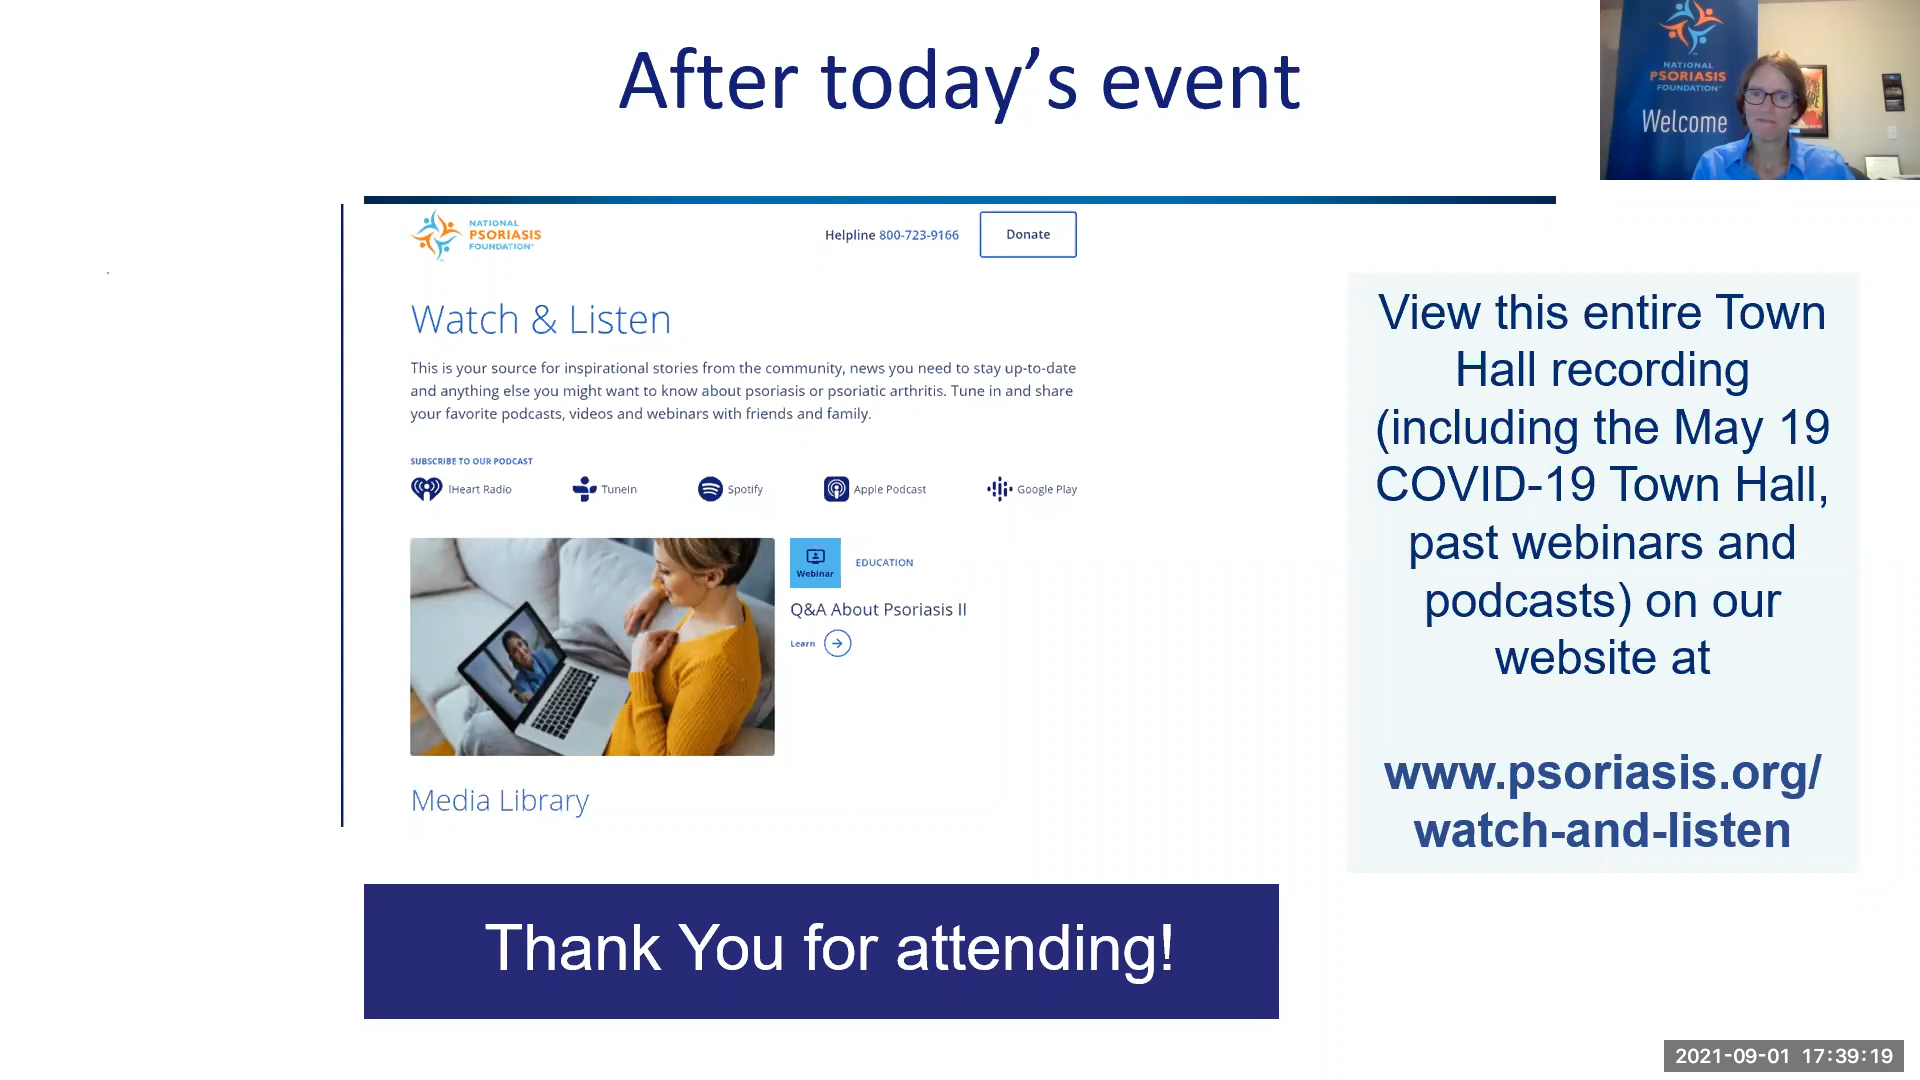 After today's event
NATIONAL
PSORIASIS
FOUNDATION®
Welcome
NATIONAL
PSORIASIS
FOUNDATION®
Helpline 800-723-9166
Donate
Watch & Listen
This is your source for inspirational stories from the community, news you need to stay up-to-date
and anything else you might want to know about psoriasis or psoriatic arthritis. Tune in and share
your favorite podcasts, videos and webinars with friends and family.
SUBSCRIBE TO OUR PODCAST
IHeart Radio
TuneIn
Spotify
Apple Podcast
Google Play
Webinar
EDUCATION
Q&A About Psoriasis II
Learn
Media Library
View this entire Town
Hall recording
(including the May 19
COVID-19 Town Hall,
past webinars and
podcasts) on our
website at
www.psoriasis.org/
watch-and-listen
Thank You for attending!
2021-09-01 17:39:19